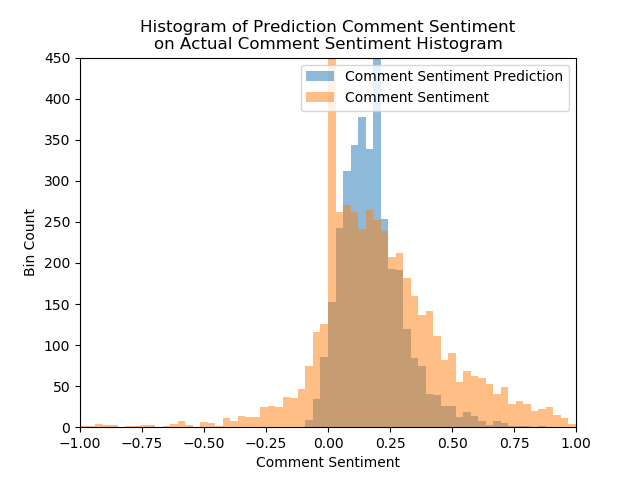 Histogram of Prediction Comment Sentiment
on Actual Comment Sentiment Histogram
450
400
350
300
250
200
150
100
50
0
Bin Count
Comment Sentiment Prediction
Comment Sentiment
−1.00 −0.75 −0.50 −0.25 0.00 0.25 0.50 0.75 1.00
Comment Sentiment